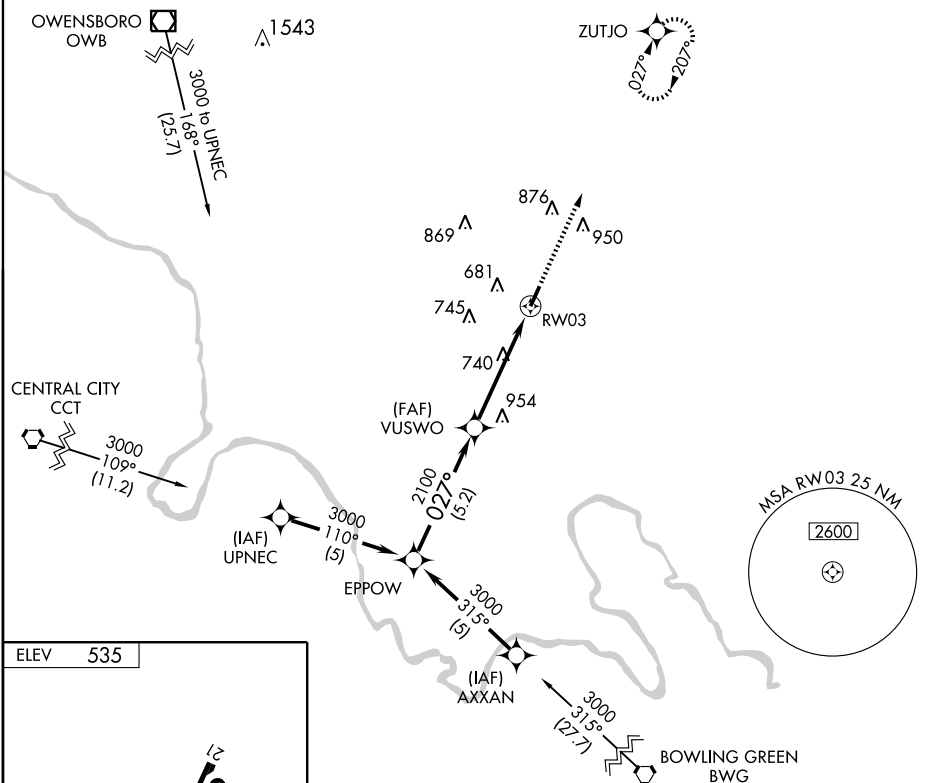 OWENSBORO
OWB
1543
ZUTJO
027°
207°
3000 to UPNEC
168°
(25.7)
876
869
950
681
745
RW03
740
CENTRAL CITY
CCT
(FAF)
VUSWO
954
3000
109°
(11.2)
2100
027°
(5.2)
MSA RW03 25 NM
2600
(IAF)
UPNEC
3000
110°
(5)
EPPOW
3000
315°
(5)
ELEV 535
(IAF)
AXXAN
3000
315°
(27.7)
BOWLING GREEN
BWG
21